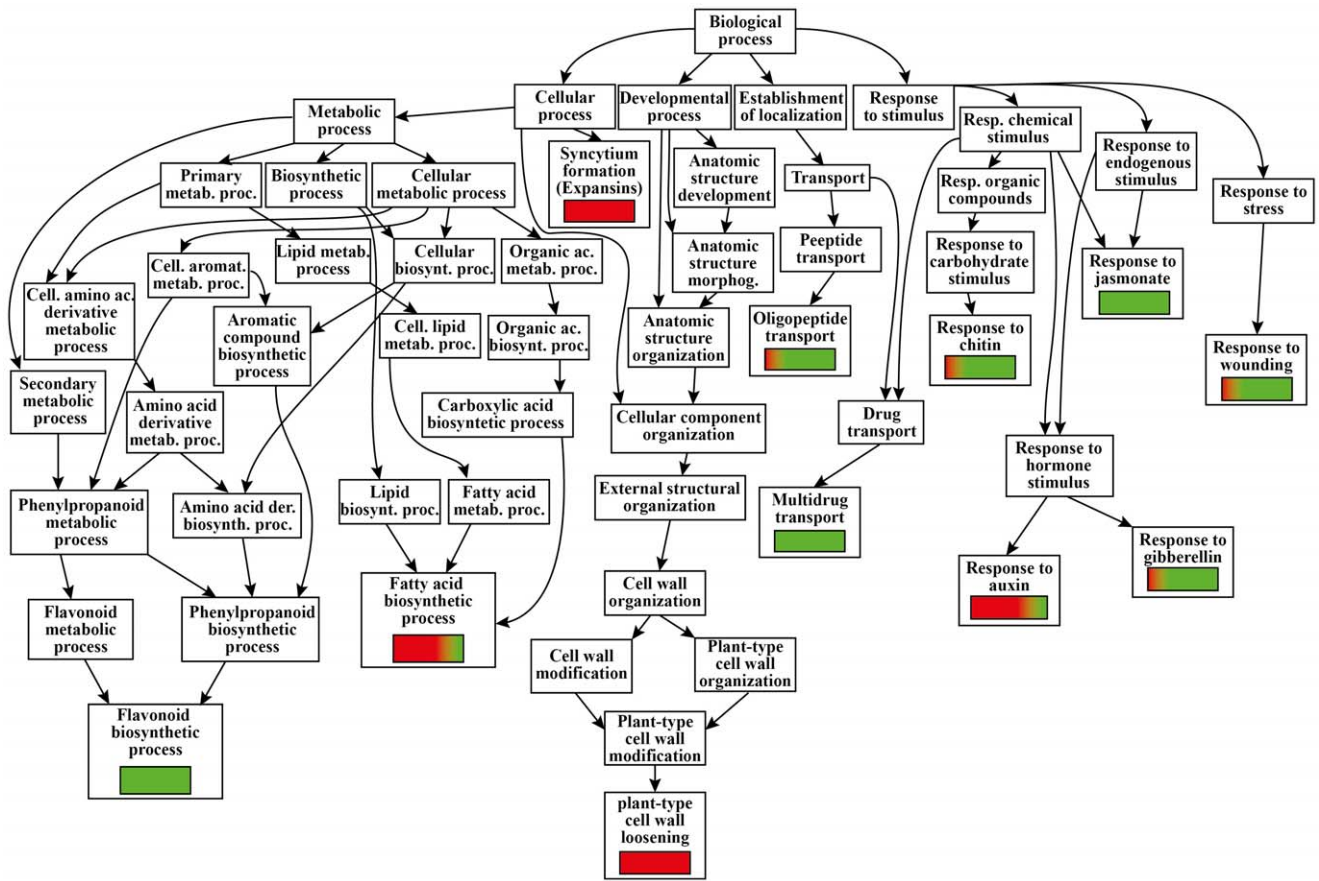 Biological
process
Cellular
process
Developmental
process
Establishment
of localization
Response
to stimulus
Metabolic
process
Resp. chemical
stimulus
Response to
endogenous
stimulus
Syncytium
formation
(Expansins)
Anatomic
structure
development
Transport
Primary
metab. proc.
Biosynthetic
process
Cellular
metabolic process
Resp. organic
compounds
Response to
stress
Cell. aromat.
metab. proc.
Lipid metab.
process
Cellular
biosynt. proc.
Organic ac.
metab. proc.
Anatomic
structure
morphog.
Peeptide
transport
Response to
carbohydrate
stimulus
Response to
jasmonate
Cell. amino ac.
derivative
metabolic
process
Aromatic
compound
biosynthetic
process
Cell. lipid
metab. proc.
Organic ac.
biosynt. proc.
Anatomic
structure
organization
Oligopeptide
transport
Response to
chitin
Response to
wounding
Secondary
metabolic
process
Amino acid
derivative
metab. proc.
Carboxylic acid
biosyntetic process
Cellular component
organization
Drug
transport
Response to
hormone
stimulus
Phenylpropanoid
metabolic
process
Amino acid der.
biosynth. proc.
Lipid
biosynt. proc.
Fatty acid
metab. proc.
External structural
organization
Multidrug
transport
Response to
gibberellin
Response to
auxin
Flavonoid
metabolic
process
Phenylpropanoid
biosynthetic
process
Fatty acid
biosynthetic
process
Cell wall
organization
Cell wall
modification
Plant-type
cell wall
organization
Flavonoid
biosynthetic
process
Plant-type
cell wall
modification
plant-type
cell wall
loosening